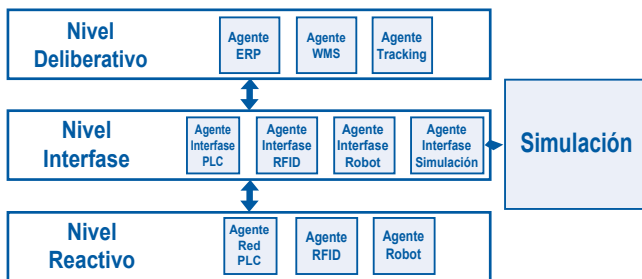 Nivel
Deliberativo
Agente
ERP
Agente
WMS
Agente
Tracking
Nivel
Interfase
Agente
Interfase
PLC
Agente
Interfase
RFID
Agente
Interfase
Robot
Agente
Interfase
Simulación
Simulación
Nivel
Reactivo
Agente
Red
PLC
Agente
RFID
Agente
Robot